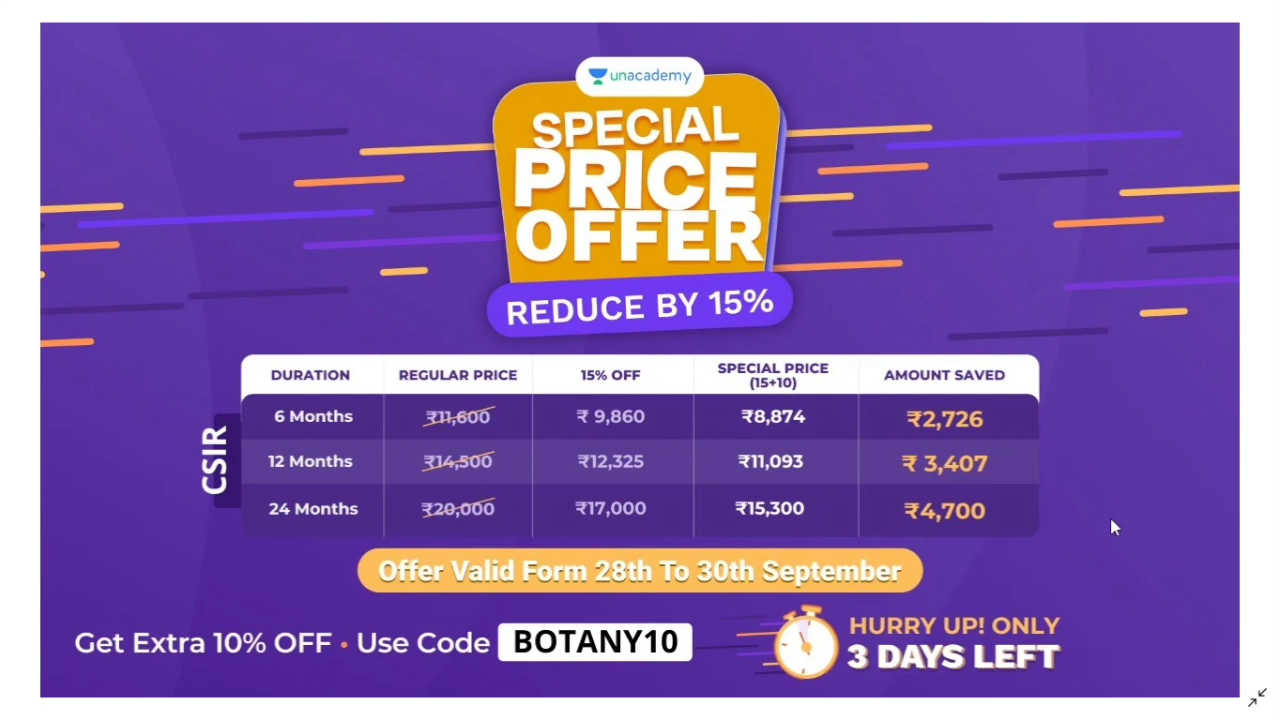 unacademy
SPECIAL
PRICE
OFFER
REDUCE BY 15%
DURATION REGULAR PRICE 15% OFF SPECIAL PRICE (15+10) AMOUNT SAVED
CSIR
6 Months ₹11,600 ₹ 9,860 ₹8,874 ₹2,726
12 Months ₹14,500 ₹12,325 ₹11,093 ₹ 3,407
24 Months ₹20,000 ₹17,000 ₹15,300 ₹4,700
Offer Valid Form 28th To 30th September
Get Extra 10% OFF • Use Code BOTANY10
HURRY UP! ONLY
3 DAYS LEFT